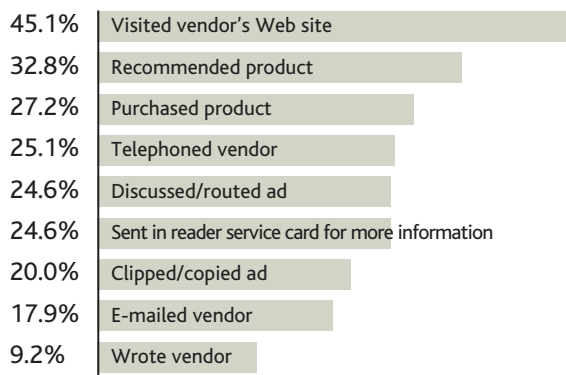 45.1% Visited vendor's Web site
32.8% Recommended product
27.2% Purchased product
25.1% Telephoned vendor
24.6% Discussed/routed ad
24.6% Sent in reader service card for more information
20.0% Clipped/copied ad
17.9% E-mailed vendor
9.2% Wrote vendor